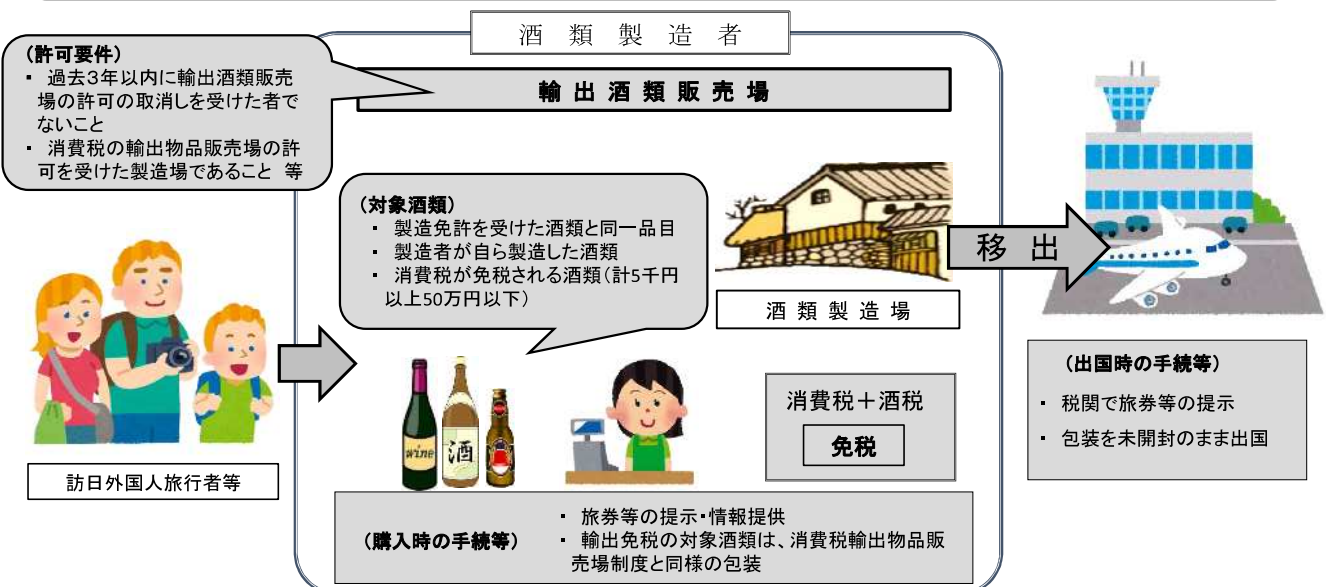 酒類製造者
(許可要件)
・ 過去3年以内に輸出酒類販売
場の許可の取消しを受けた者で
ないこと
・ 消費税の輸出物品販売場の許
可を受けた製造場であること 等
輸出酒類販売場
(対象酒類)
・ 製造免許を受けた酒類と同一品目
・ 製造者が自ら製造した酒類
・ 消費税が免税される酒類(計5千円
以上50万円以下)
酒類製造場
移出
訪日外国人旅行者等
wine
酒
消費税+酒税
免税
(購入時の手続等)
・ 旅券等の提示・情報提供
・ 輸出免税の対象酒類は、消費税輸出物品販
売場制度と同様の包装
(出国時の手続等)
・ 税関で旅券等の提示
・ 包装を未開封のまま出国